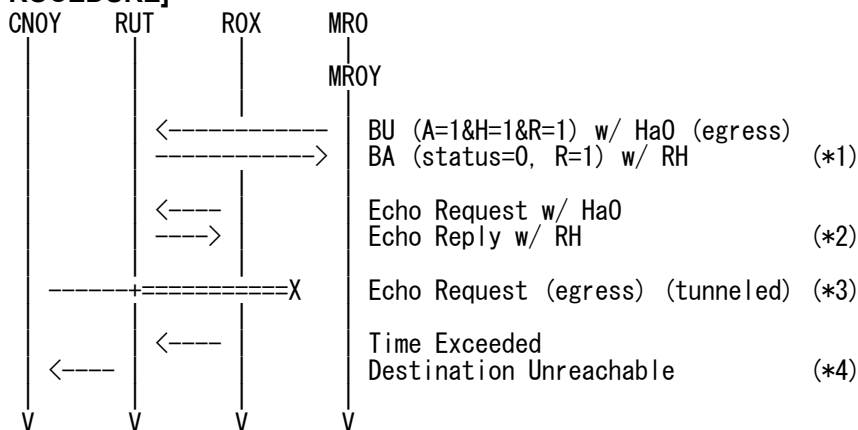 ROCEDURE]
CNOY RUT ROX MRO
MROY
<------------ BU (A=1&H=1&R=1) w/ HaO (egress)
------------> BA (status=0, R=1) w/ RH (*1)
<---- Echo Request w/ HaO
----> Echo Reply w/ RH (*2)
------+===========X Echo Request (egress) (tunneled) (*3)
<---- Time Exceeded
<---- Destination Unreachable (*4)
V V V V